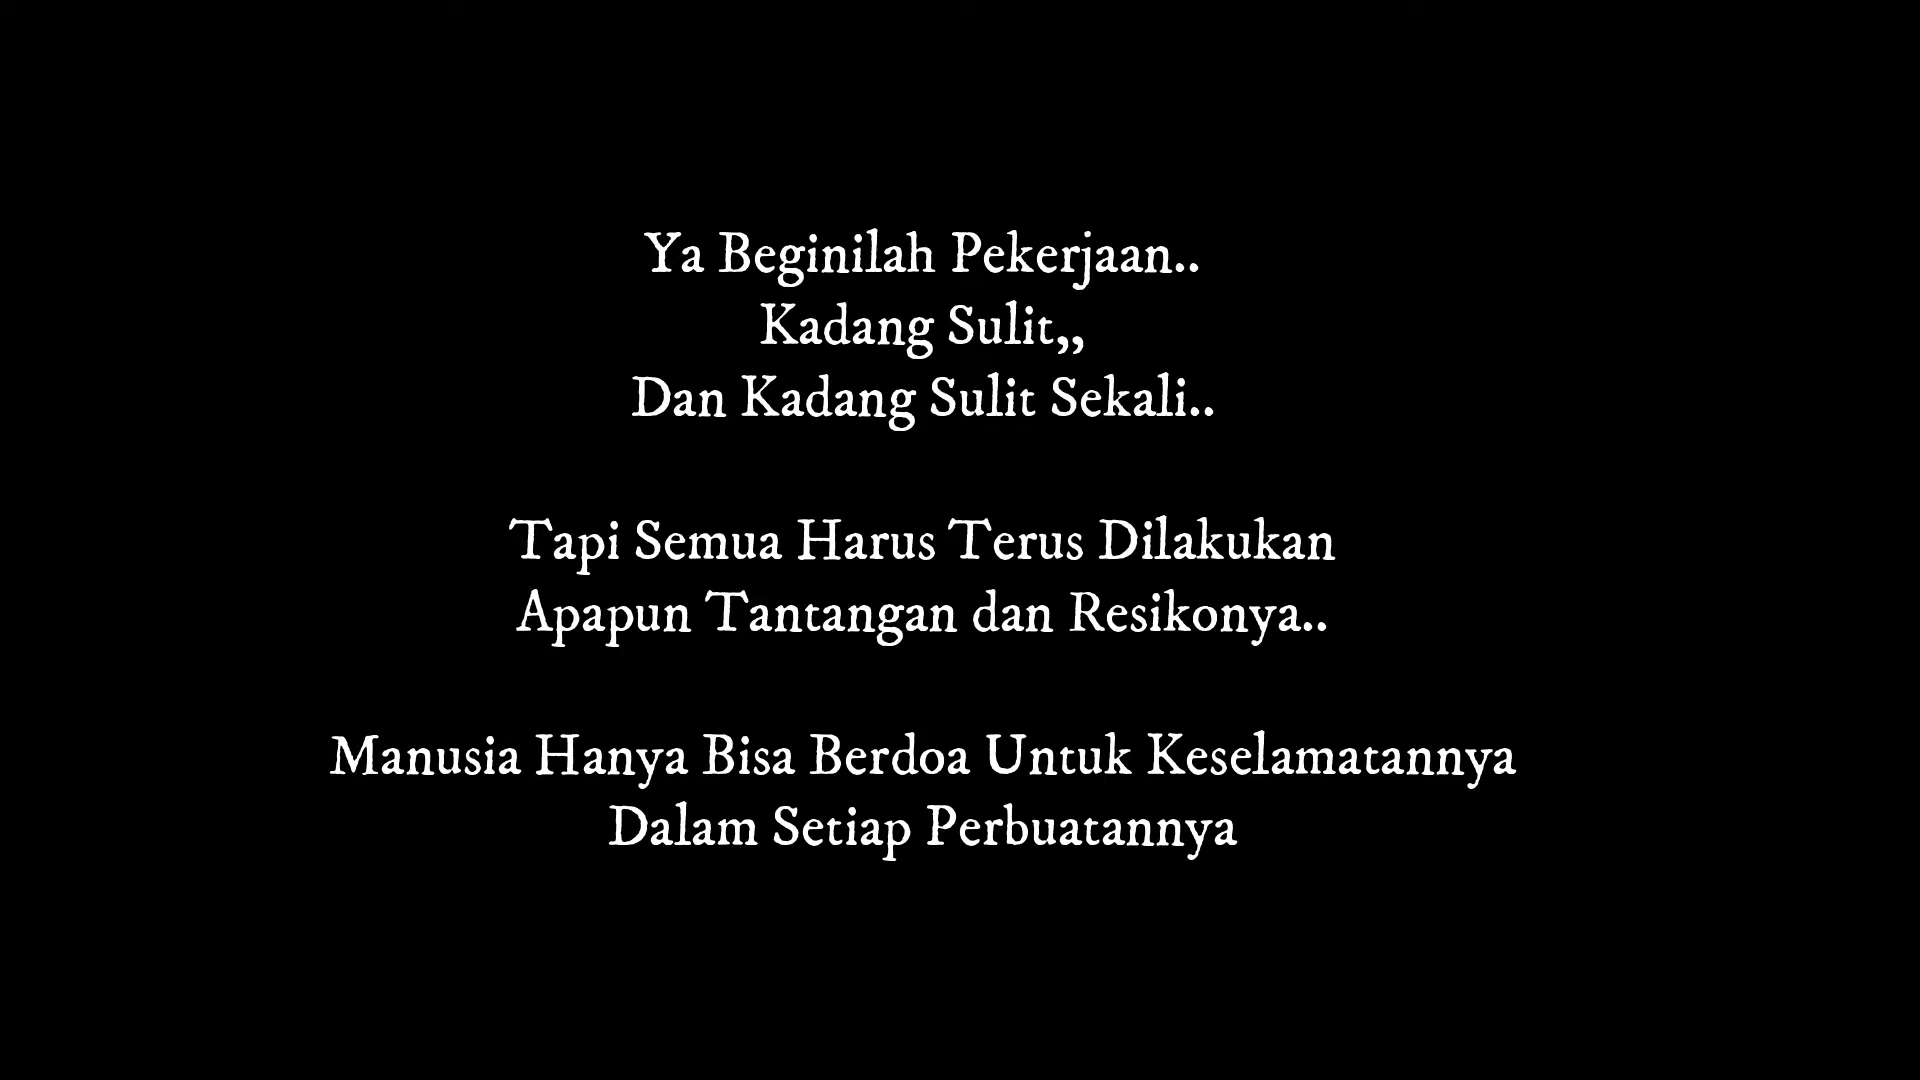 Ya Beginilah Pekerjaan..
Kadang Sulit,,
Dan Kadang Sulit Sekali..
Tapi Semua Harus Terus Dilakukan
Apapun Tantangan dan Resikonya..
Manusia Hanya Bisa Berdoa Untuk Keselamatannya
Dalam Setiap Perbuatannya